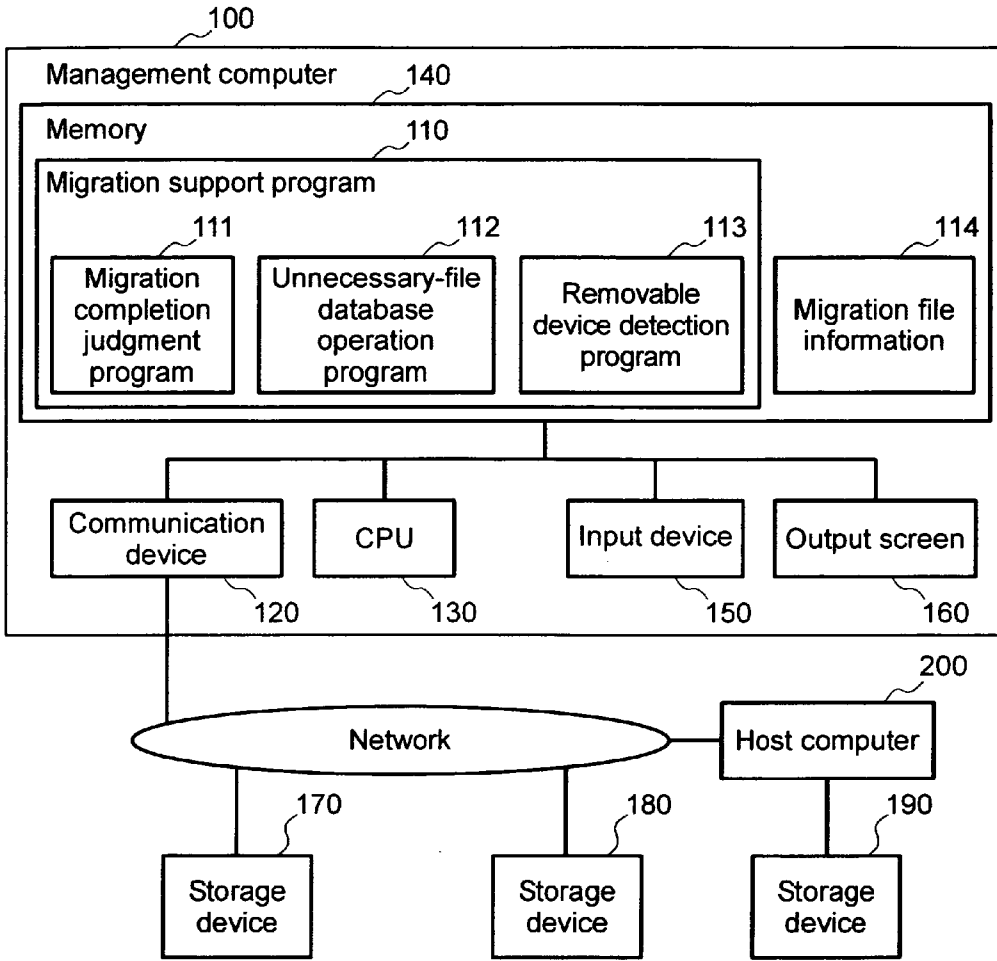 100
Management computer
140
Memory
110
Migration support program
111
112
113
114
Migration
completion
judgment
program
Unnecessary-file
database
operation
program
Removable
device detection
program
Migration file
information
Communication
device
CPU
Input device
Output screen
120
130
150
160
200
Network
Host computer
170
180
190
Storage
device
Storage
device
Storage
device